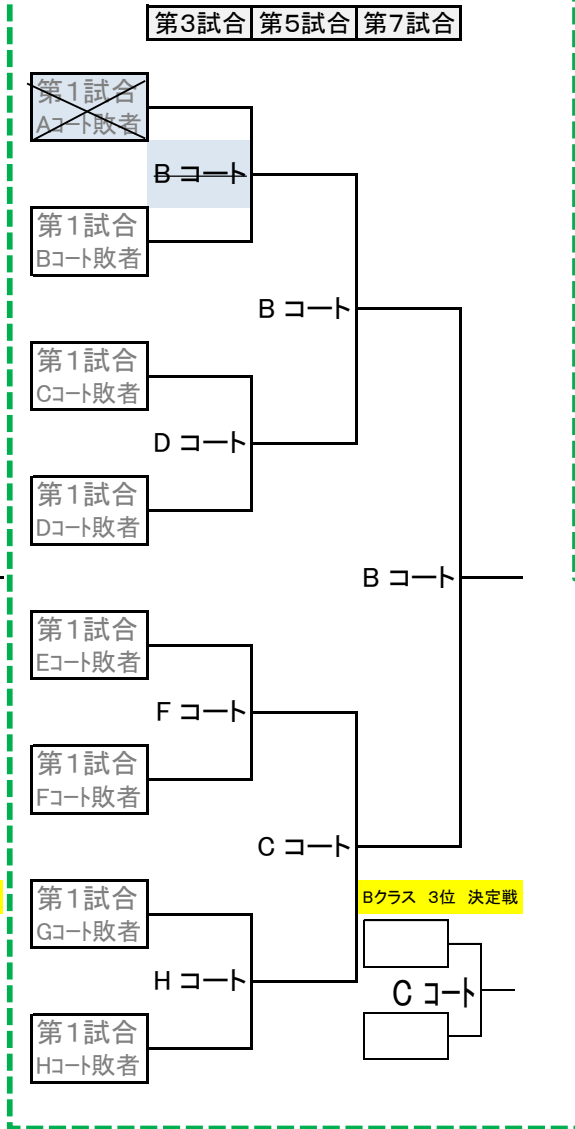 第3試合 第5試合 第7試合
第1試合
Aコート敗者
B コート
第1試合
Bコート敗者
B コート
第1試合
Cコート敗者
D コート
第1試合
Dコート敗者
B コート
第1試合
Eコート敗者
F コート
第1試合
Fコート敗者
C コート
第1試合
Gコート敗者
Bクラス 3位 決定戦
H コート
C コート
第1試合
Hコート敗者